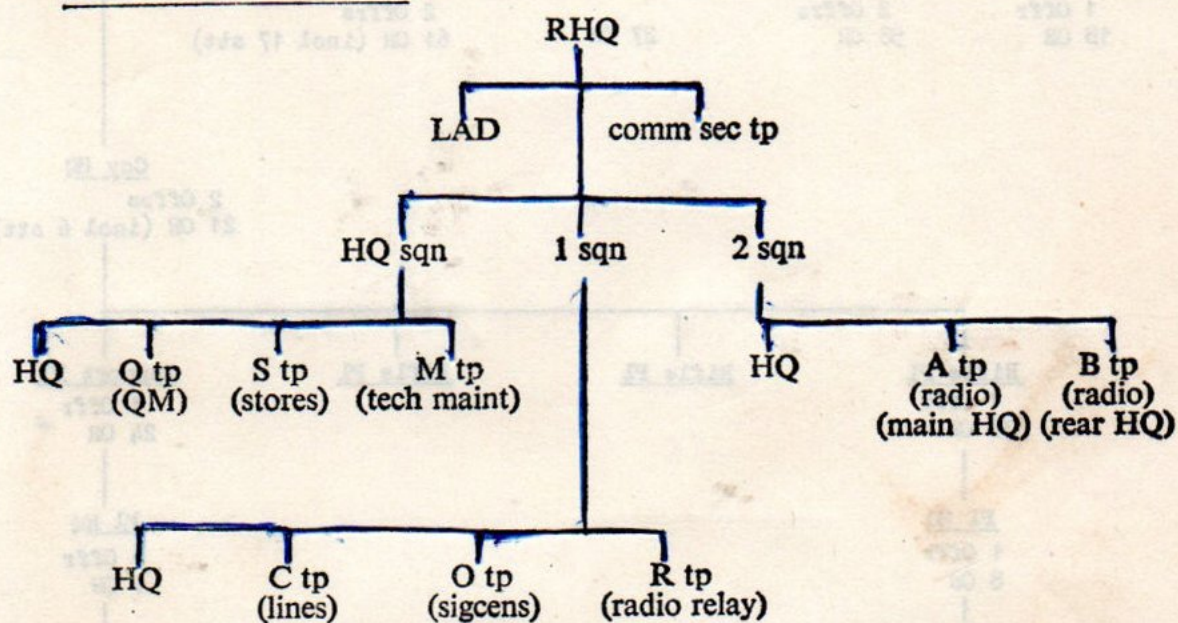 RHQ
LAD comm sec tp
HQ sqn 1 sqn 2 sqn
HQ Q tp S tp M tp HQ A tp B tp
(QM) (stores) (tech maint) (radio) (radio)
(main HQ) (rear HQ)
HQ C tp O tp R tp
(lines) (sigcens) (radio relay)